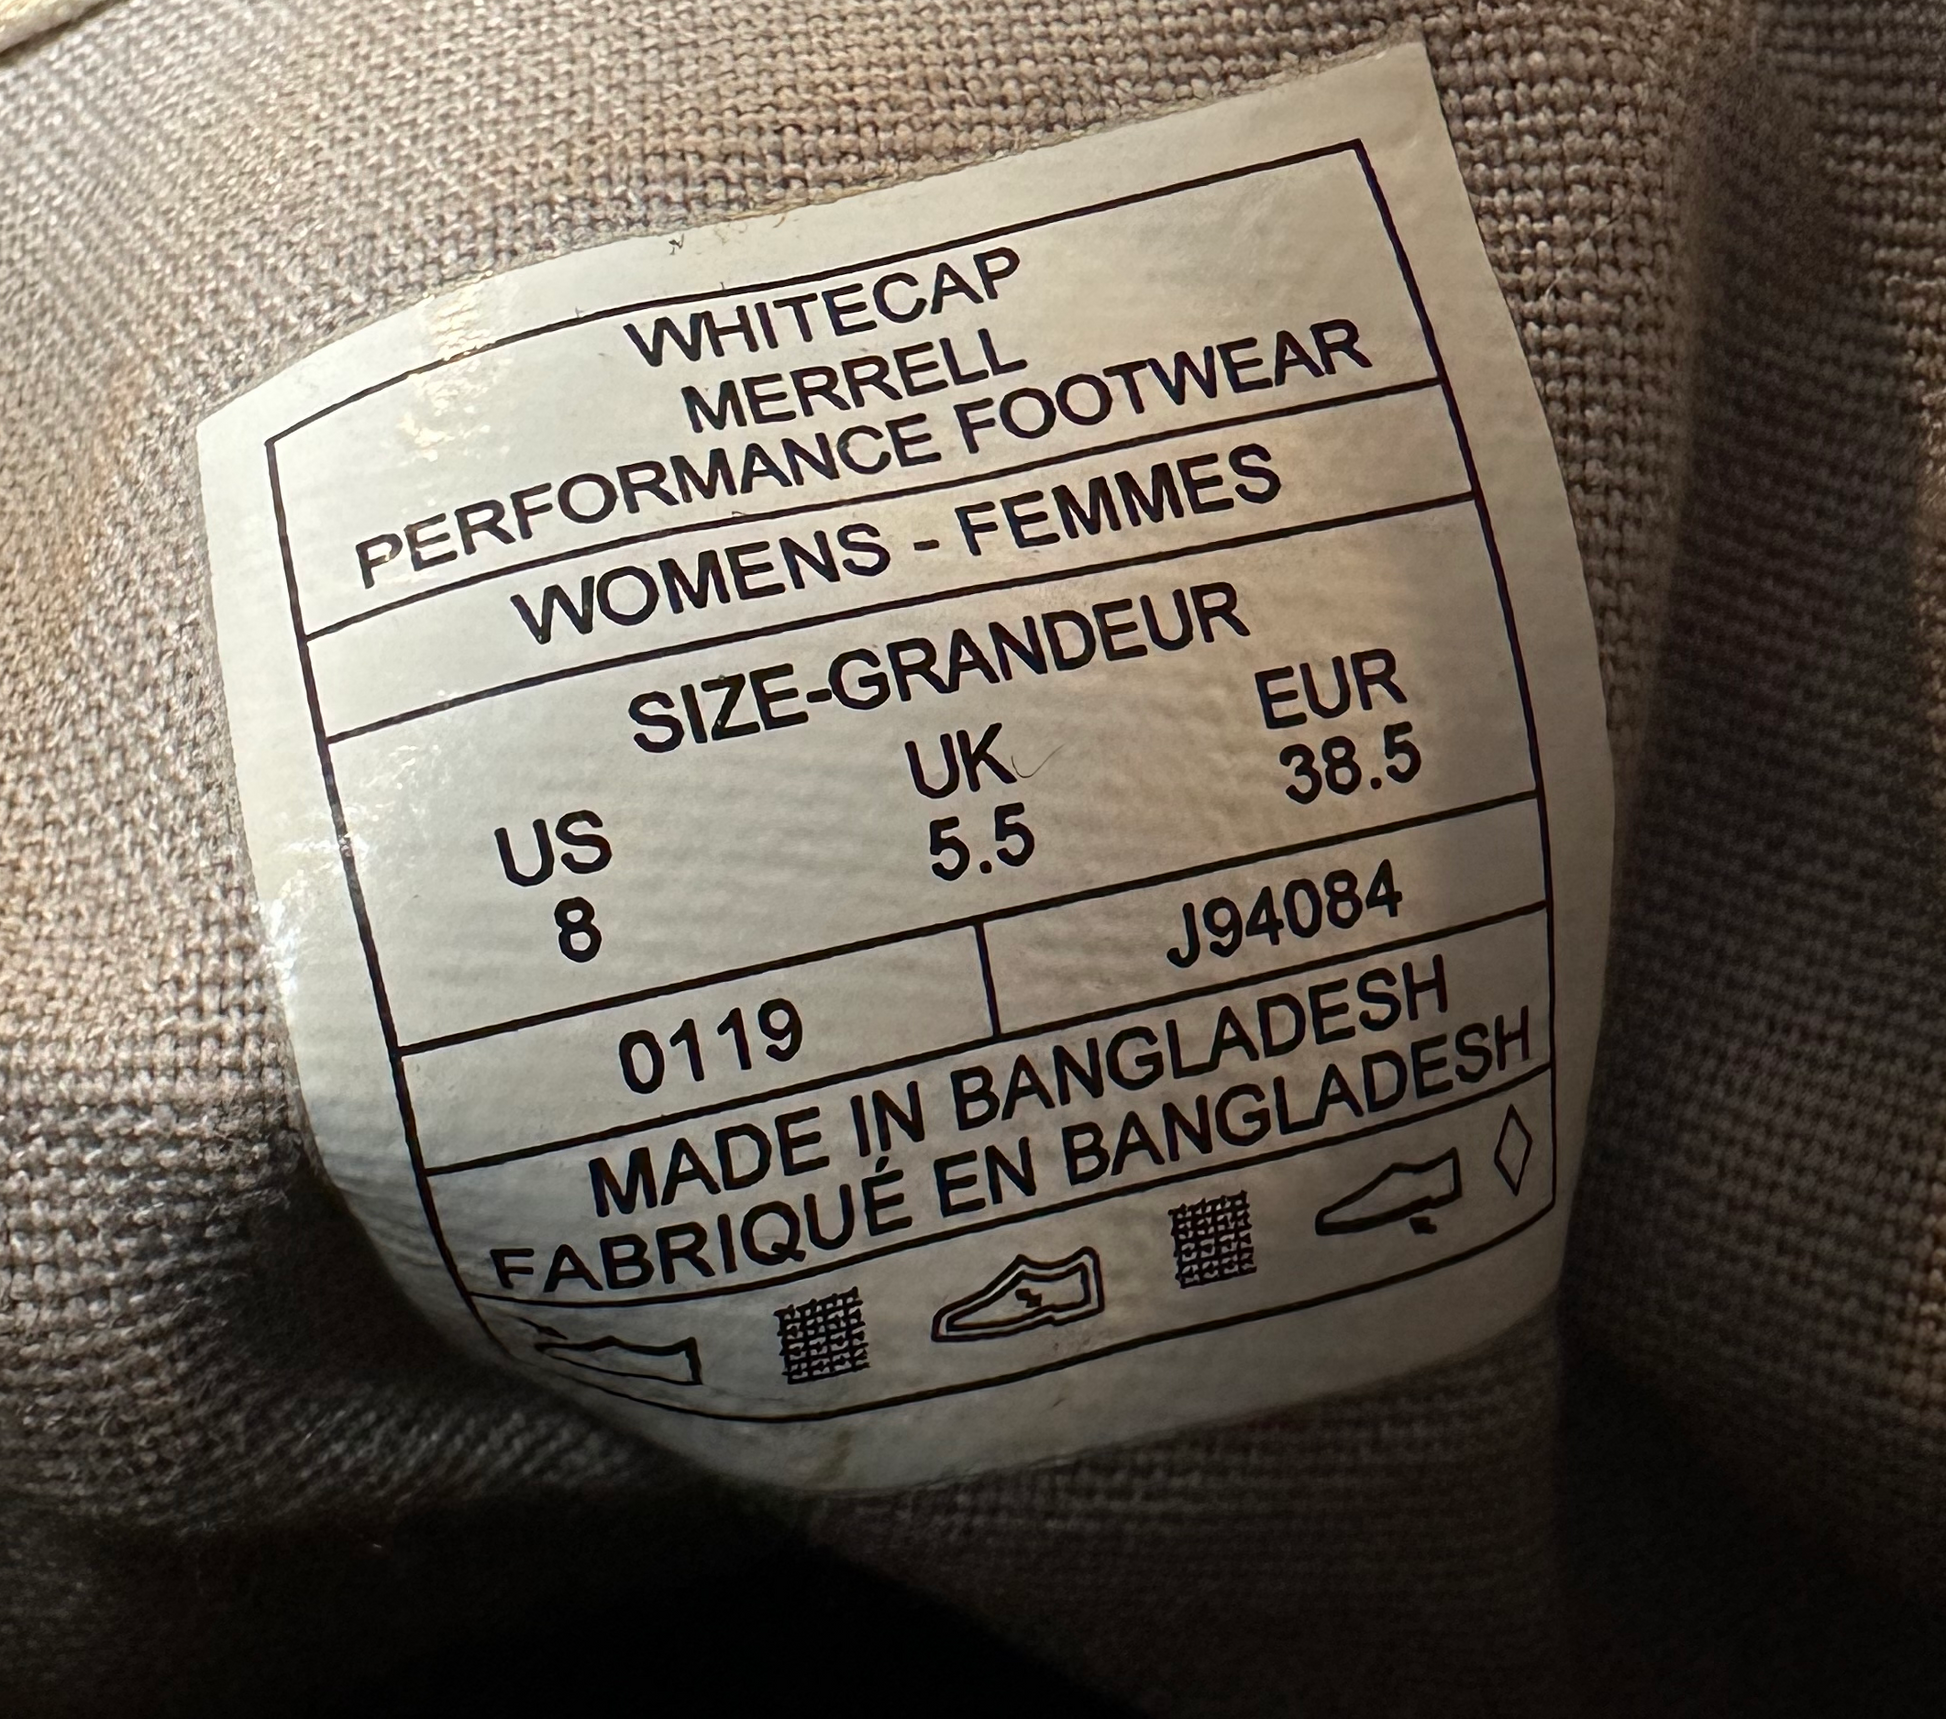 WHITECAP
MERRELL
PERFORMANCE FOOTWEAR
WOMENS - FEMMES
SIZE-GRANDEUR
US UK EUR
8 5.5 38.5
0119 J94084
MADE IN BANGLADESH
FABRIQUÉ EN BANGLADESH